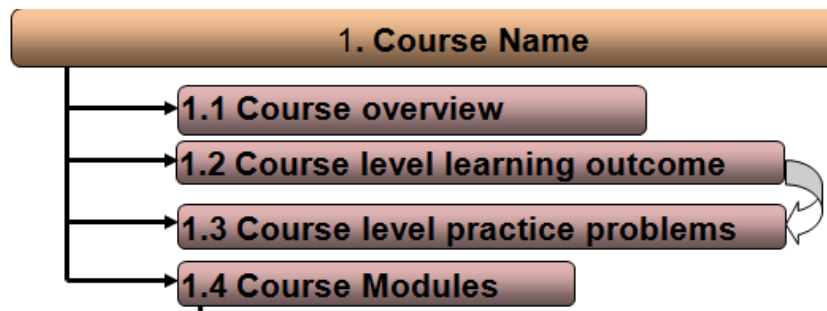 1. Course Name
1.1 Course overview
1.2 Course level learning outcome
1.3 Course level practice problems
1.4 Course Modules